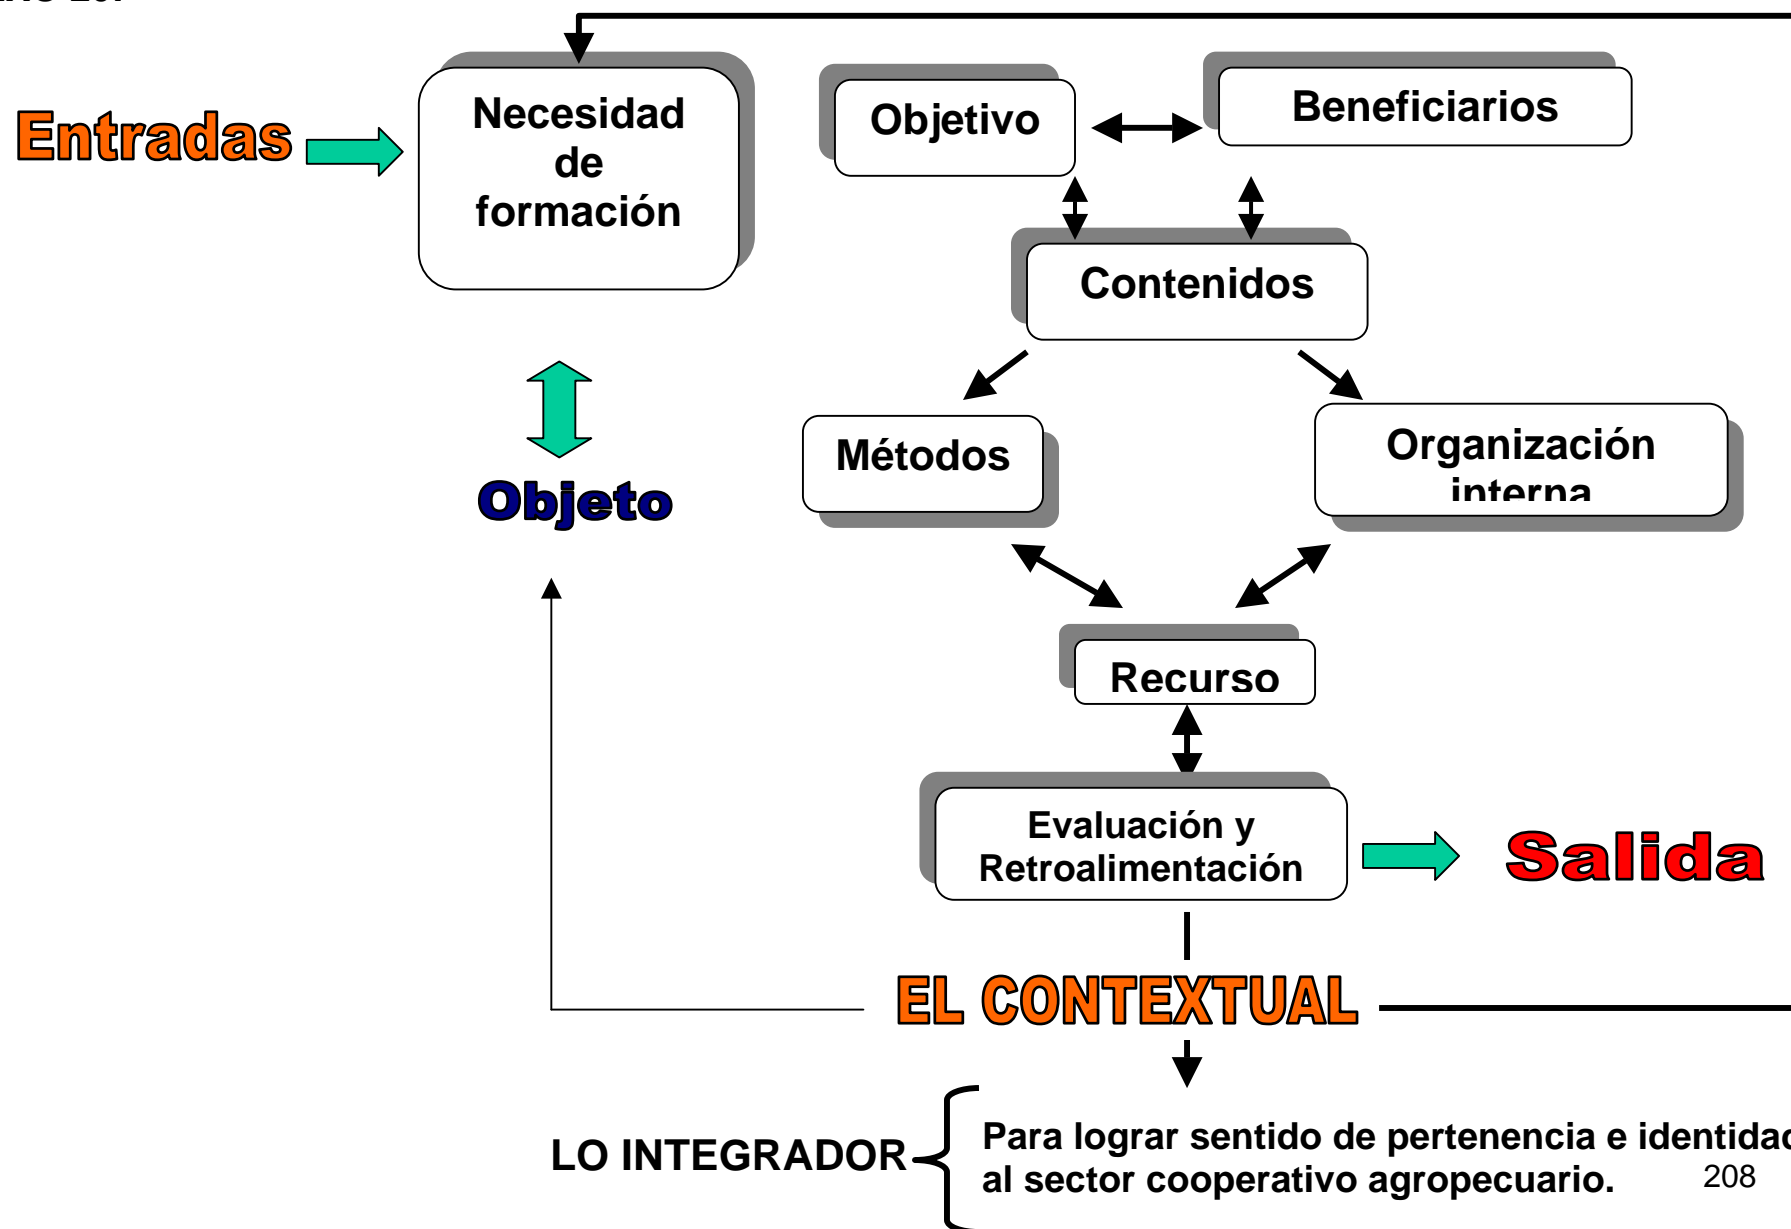 Entradas
Necesidad
de
formación
Objetivo
Beneficiarios
Contenidos
Objeto
Métodos
Organización
interna
Recurso
Evaluación y
Retroalimentación
Salida
EL CONTEXTUAL
LO INTEGRADOR
Para lograr sentido de pertenencia e identidad
al sector cooperativo agropecuario.
208